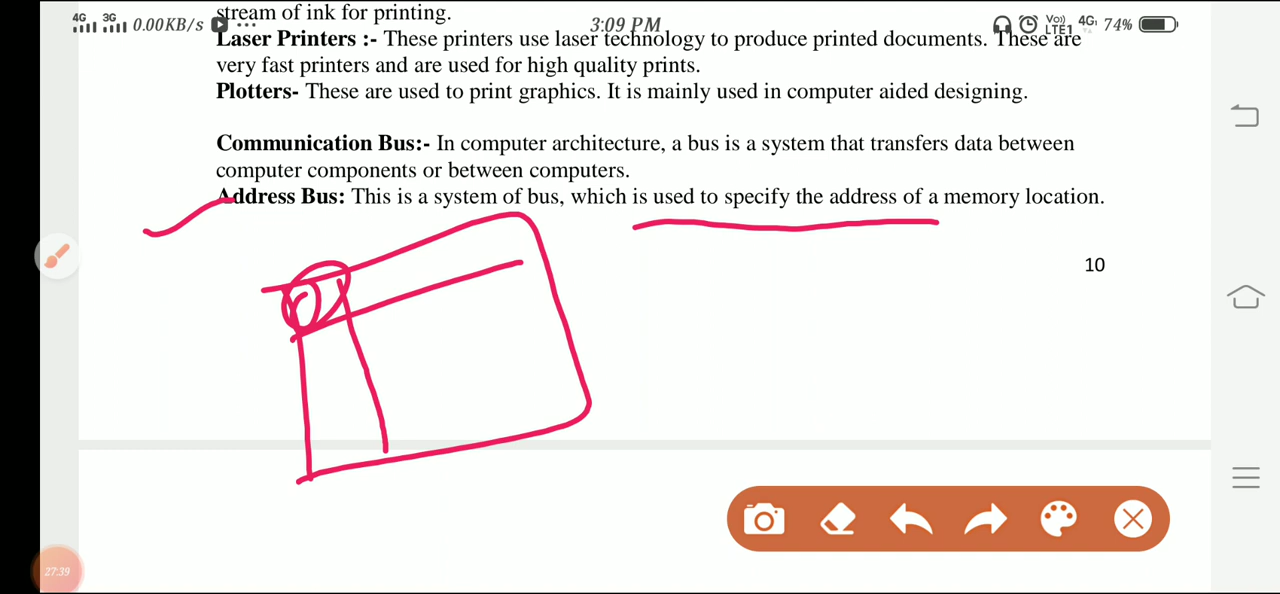 stream of ink for printing.
4G 3G 0.00KB/s ... 3:09 PM Vo)) LTE1 4G 74%
Laser Printers :- These printers use laser technology to produce printed documents. These are
very fast printers and are used for high quality prints.
Plotters- These are used to print graphics. It is mainly used in computer aided designing.
Communication Bus:- In computer architecture, a bus is a system that transfers data between
computer components or between computers.
Address Bus: This is a system of bus, which is used to specify the address of a memory location.
10
27:39